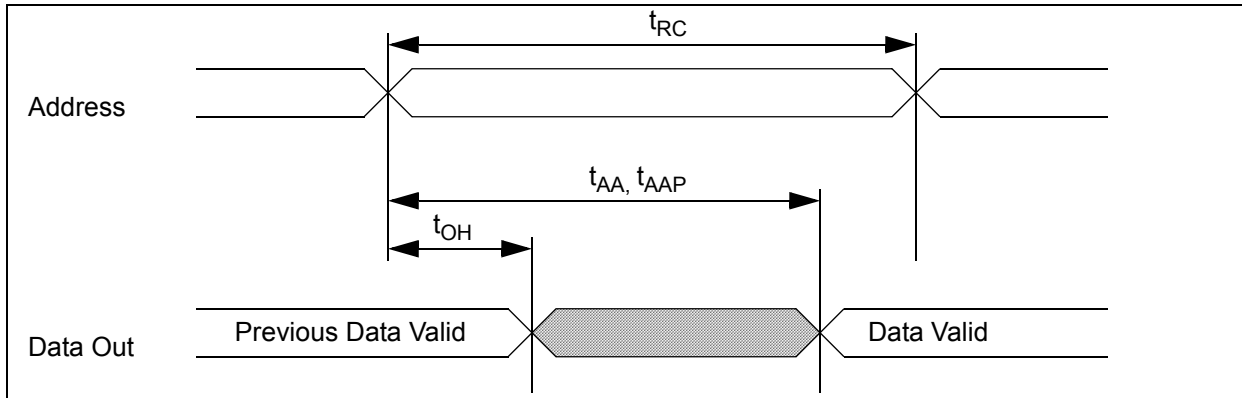 tRC
Address
tAA, tAAP
tOH
Previous Data Valid
Data Valid
Data Out